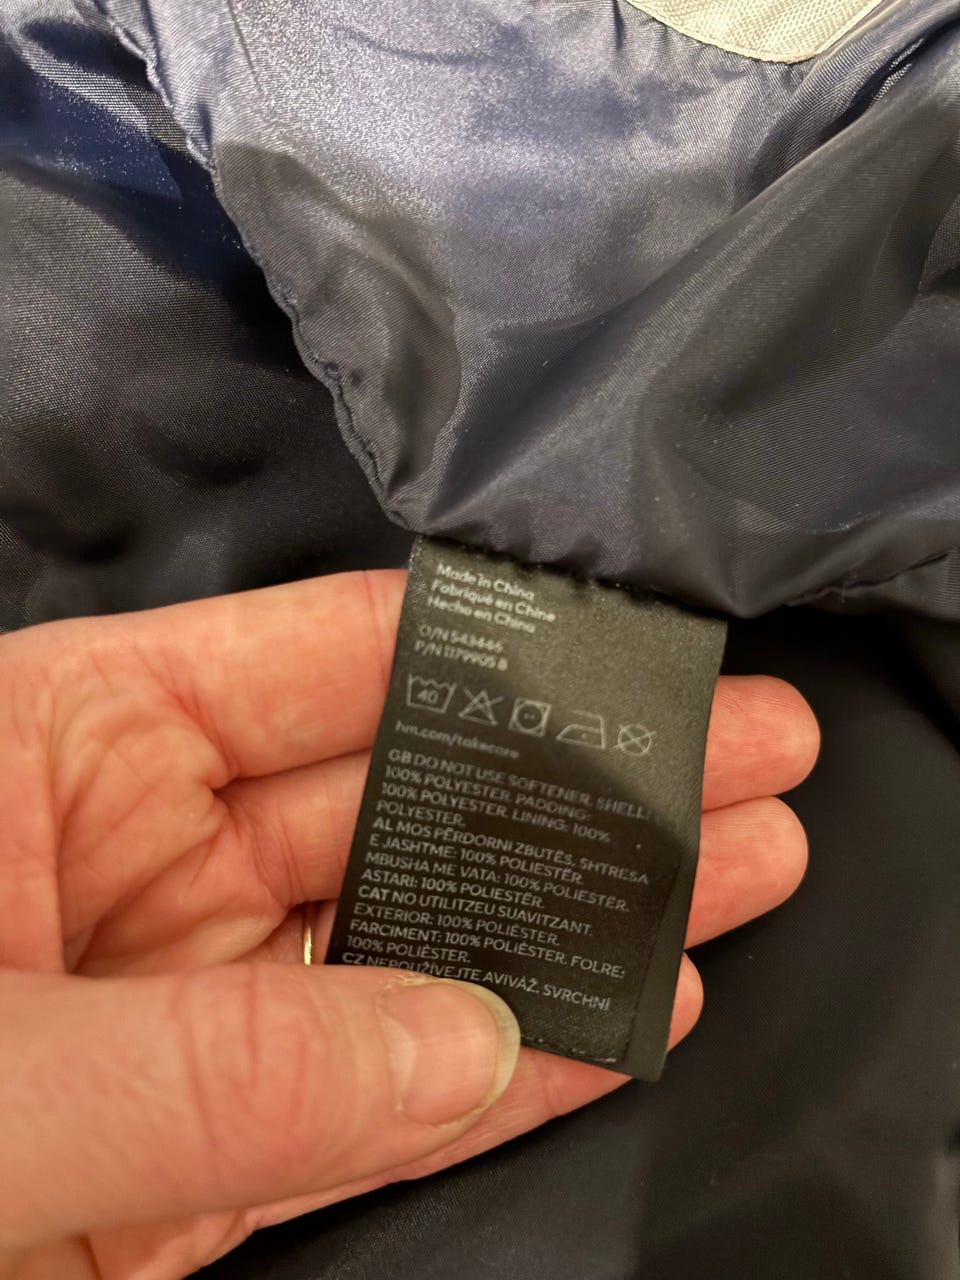 Made in China
Fabriqué en Chine
Hecho en China
O/N 543446
P/N 1179905 B
40
hm.com/takecare
GB DO NOT USE SOFTENER. SHELL:
100% POLYESTER. PADDING:
100% POLYESTER. LINING: 100%
POLYESTER.
AL MOS PËRDORNI ZBUTËS. SHTRESA
E JASHTME: 100% POLIESTËR.
MBUSHA ME VATA: 100% POLIESTER.
ASTARI: 100% POLIESTËR.
CAT NO UTILITZEU SUAVITZANT.
EXTERIOR: 100% POLIÈSTER.
FARCIMENT: 100% POLIÈSTER. FOLRE:
100% POLIÈSTER.
CZ NEPOUŽÍVEJTE AVIVÁŽ. SVRCHNÍ